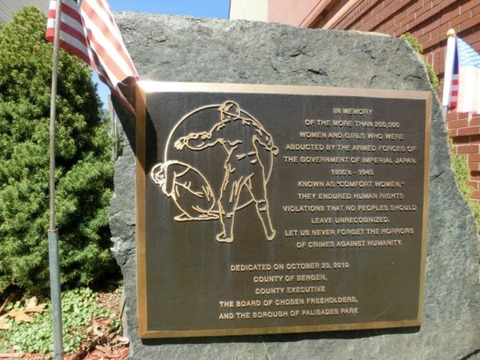 IN MEMORY
OF THE MORE THAN 200,000
WOMEN AND GIRLS WHO WERE
ABDUCTED BY THE ARMED FORCES OF
THE GOVERNMENT OF IMPERIAL JAPAN.
1930's - 1945
KNOWN AS "COMFORT WOMEN,"
THEY ENDURED HUMAN RIGHTS
VIOLATIONS THAT NO PEOPLES SHOULD
LEAVE UNRECOGNIZED.
LET US NEVER FORGET THE HORRORS
OF CRIMES AGAINST HUMANITY.
DEDICATED ON OCTOBER 23, 2010
COUNTY OF BERGEN,
COUNTY EXECUTIVE
THE BOARD OF CHOSEN FREEHOLDERS,
AND THE BOROUGH OF PALISADES PARK